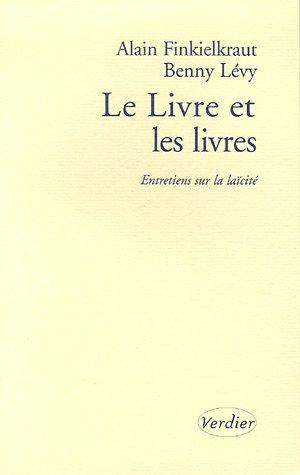 Alain Finkielkraut
Benny Lévy
Le Livre et
les livres
Entretiens sur la laïcité
Verdier